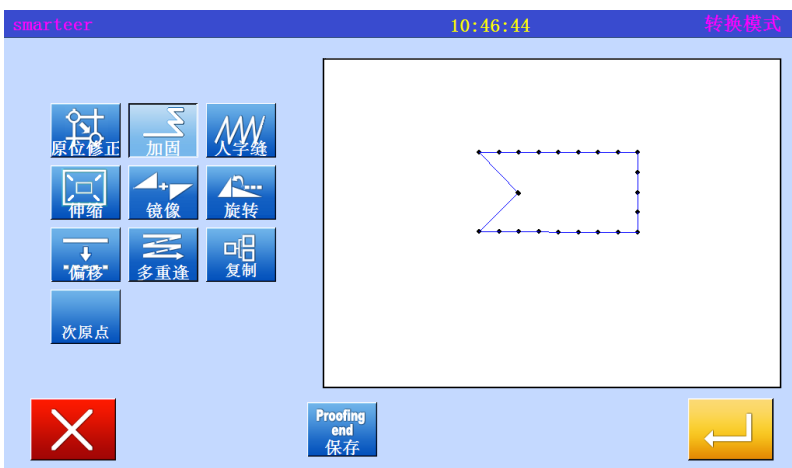 smarteer
10:46:44
转换模式
原位修正
加固
人字缝
伸缩
镜像
旋转
偏移
多重逢
复制
次原点
Proofing
end
保存